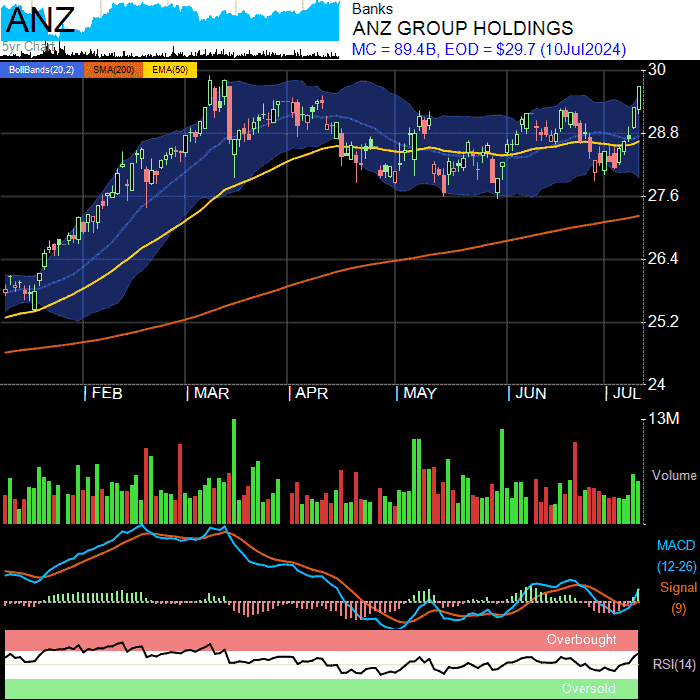 ANZ
5yr Chart
Banks
ANZ GROUP HOLDINGS
MC = 89.4B, EOD = $29.7 (10Jul2024)
BollBands(20,2) SMA(200) EMA(50)
30
28.8
27.6
26.4
25.2
24
FEB MAR APR MAY JUN JUL
13M
Volume
MACD
(12-26)
Signal
(9)
Overbought
RSI(14)
Oversold